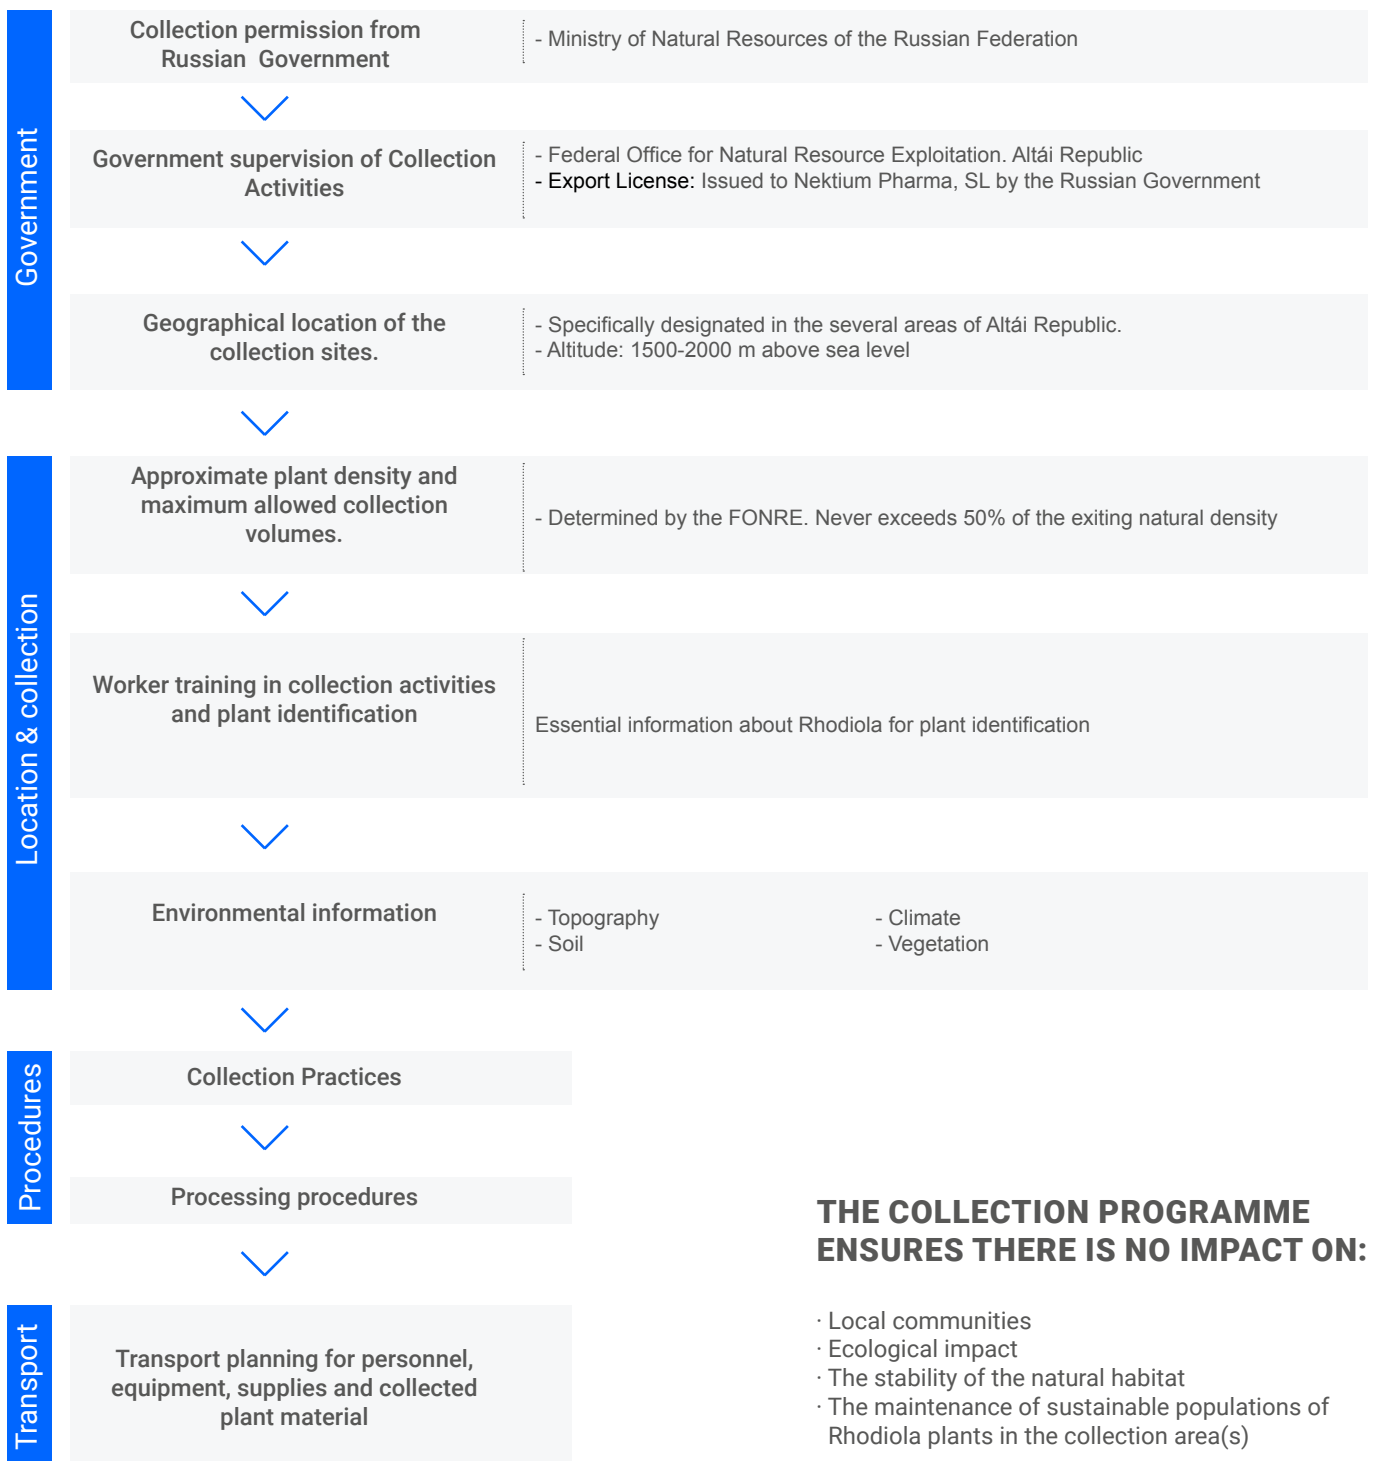 Government
Collection permission from
Russian Government
- Ministry of Natural Resources of the Russian Federation
Government supervision of Collection
Activities
- Federal Office for Natural Resource Exploitation. Altái Republic
- Export License: Issued to Nektium Pharma, SL by the Russian Government
Geographical location of the
collection sites.
- Specifically designated in the several areas of Altái Republic.
- Altitude: 1500-2000 m above sea level
Location & collection
Approximate plant density and
maximum allowed collection
volumes.
- Determined by the FONRE. Never exceeds 50% of the exiting natural density
Worker training in collection activities
and plant identification
Essential information about Rhodiola for plant identification
Environmental information
- Topography
- Soil
- Climate
- Vegetation
Procedures
Collection Practices
Processing procedures
Transport
Transport planning for personnel,
equipment, supplies and collected
plant material
THE COLLECTION PROGRAMME
ENSURES THERE IS NO IMPACT ON:
· Local communities
· Ecological impact
· The stability of the natural habitat
· The maintenance of sustainable populations of
Rhodiola plants in the collection area(s)